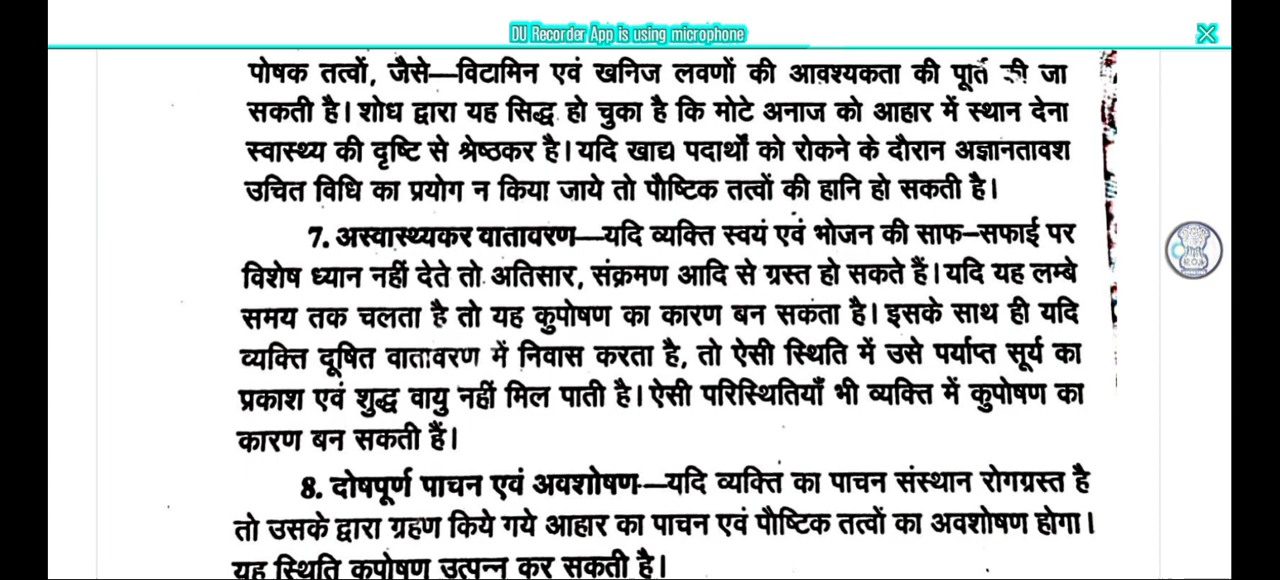 DU Recorder App is using microphone
पोषक तत्वों, जैसे—विटामिन एवं खनिज लवणों की आवश्यकता की पूर्ति की जा
सकती है। शोध द्वारा यह सिद्ध हो चुका है कि मोटे अनाज को आहार में स्थान देना
स्वास्थ्य की दृष्टि से श्रेष्ठकर है। यदि खाद्य पदार्थों को रोकने के दौरान अज्ञानतावश
उचित विधि का प्रयोग न किया जाये तो पौष्टिक तत्वों की हानि हो सकती है।
7. अस्वास्थ्यकर वातावरण—यदि व्यक्ति स्वयं एवं भोजन की साफ-सफाई पर
विशेष ध्यान नहीं देते तो अतिसार, संक्रमण आदि से ग्रस्त हो सकते हैं। यदि यह लम्बे
समय तक चलता है तो यह कुपोषण का कारण बन सकता है। इसके साथ ही यदि
व्यक्ति दूषित वातावरण में निवास करता है, तो ऐसी स्थिति में उसे पर्याप्त सूर्य का
प्रकाश एवं शुद्ध वायु नहीं मिल पाती है। ऐसी परिस्थितियाँ भी व्यक्ति में कुपोषण का
कारण बन सकती हैं।
8. दोषपूर्ण पाचन एवं अवशोषण—यदि व्यक्ति का पाचन संस्थान रोगग्रस्त है
तो उसके द्वारा ग्रहण किये गये आहार का पाचन एवं पौष्टिक तत्वों का अवशोषण होगा।
यह स्थिति कुपोषण उत्पन्न कर सकती है।